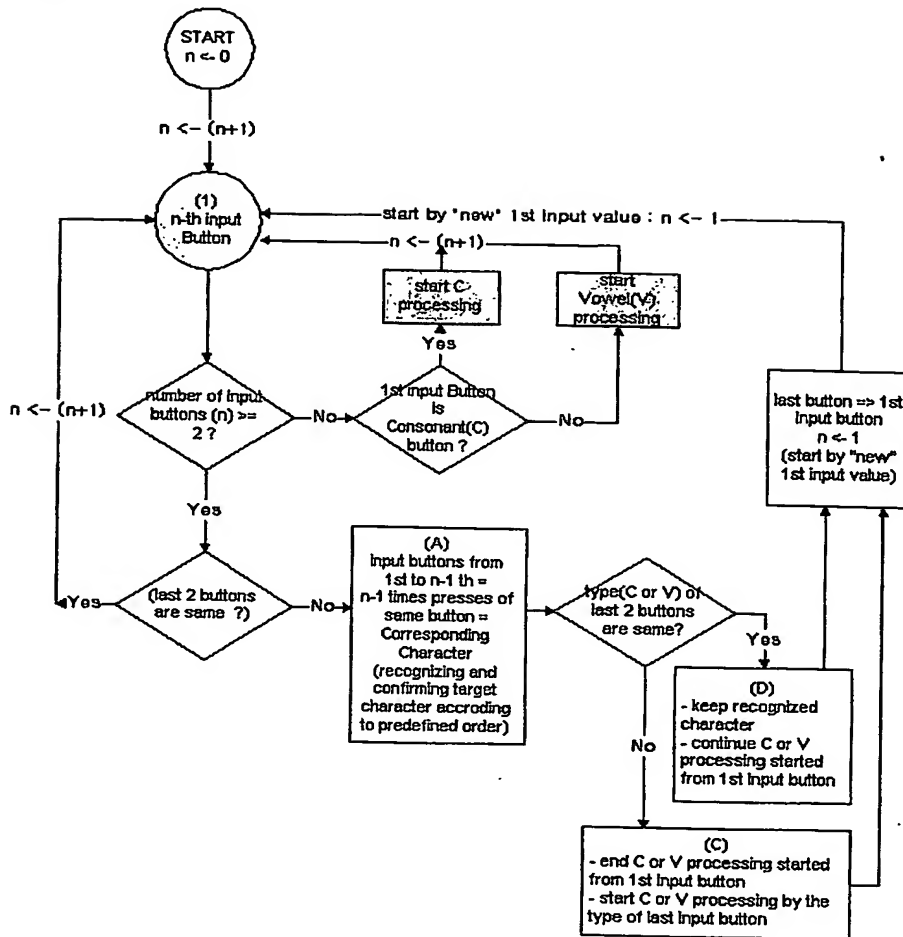 START
n <- 0
n <- (n+1)
(1)
n-th input
Button
start by "new" 1st input value : n <- 1
n <- (n+1)
start C
processing
start
Vowel(V)
processing
Yes
number of input
buttons (n) >=
2 ?
No
1st input Button
is
Consonant(C)
button ?
No
n <- (n+1)
last button => 1st
input button
n <- 1
(start by "new"
1st input value)
Yes
(last 2 buttons
are same ?)
Yes
No
(A)
input buttons from
1st to n-1 th =
n-1 times presses of
same button =
Corresponding
Character
(recognizing and
confirming target
character accroding
to predefined order)
type(C or V) of
last 2 buttons
are same?
Yes
No
(D)
- keep recognized
character
- continue C or V
processing started
from 1st input button
(C)
- end C or V processing started
from 1st input button
- start C or V processing by the
type of last input button